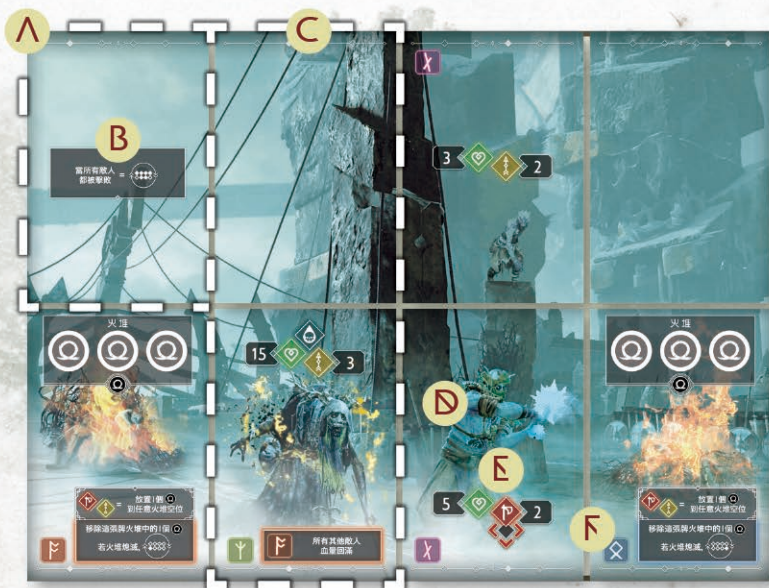 A
C
B
當所有敵人
都被擊敗 =
3
2
火堆
Ω Ω Ω
Ω
15
3
D
火堆
Ω Ω Ω
Ω
E
5
2
= 放置1個 Ω
到任意火堆空位
移除這張牌火堆中的1個 Ω
若火堆熄滅,
所有其他敵人
血量回滿
F
= 放置1個 Ω
到任意火堆空位
移除這張牌火堆中的1個 Ω
若火堆熄滅,